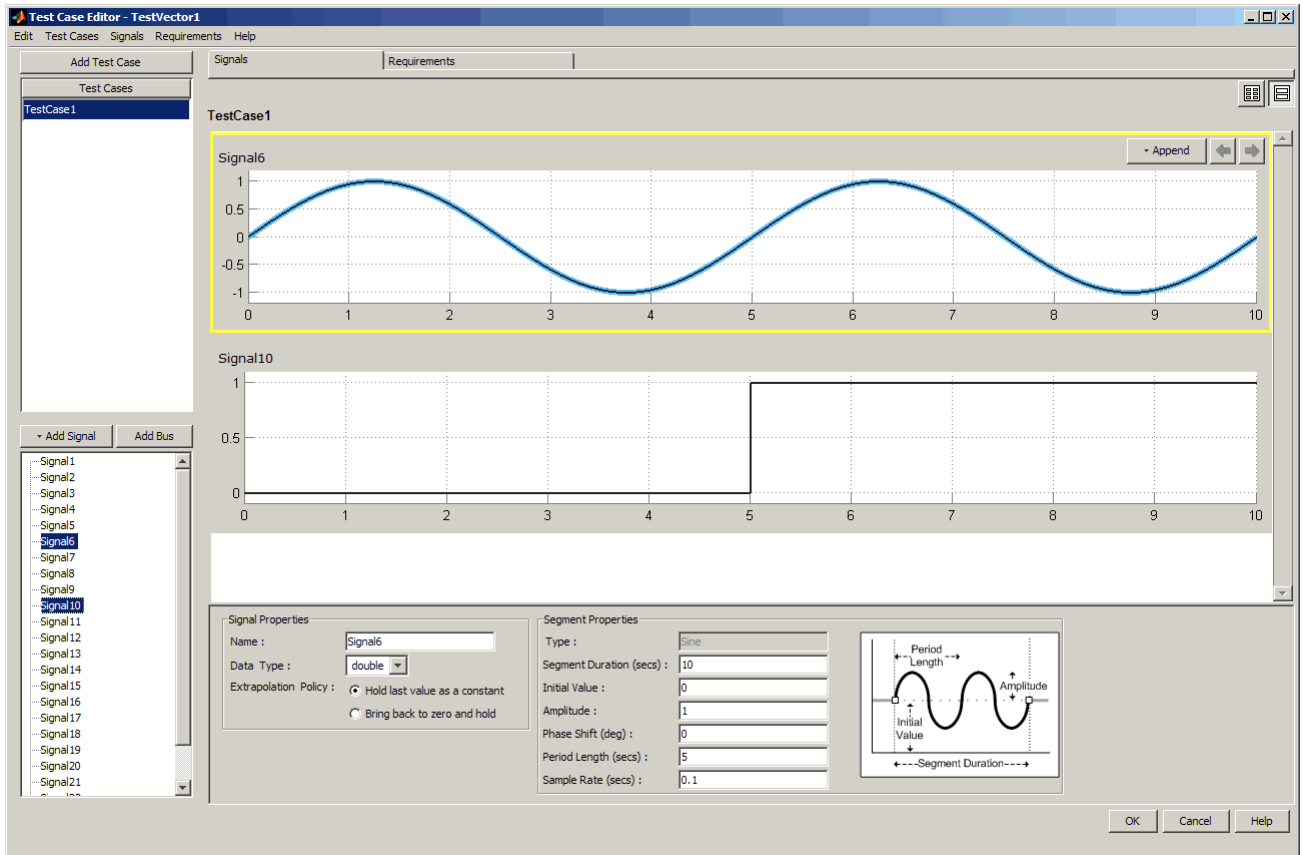 Test Case Editor - TestVector1
Edit Test Cases Signals Requirements Help
Add Test Case
Test Cases
TestCase1
Signals
Requirements
TestCase1
Signal6
Append
1
0.5
0
-0.5
-1
0 1 2 3 4 5 6 7 8 9 10
Signal10
1
0.5
0
0 1 2 3 4 5 6 7 8 9 10
Add Signal
Add Bus
Signal1
Signal2
Signal3
Signal4
Signal5
Signal6
Signal7
Signal8
Signal9
Signal10
Signal11
Signal12
Signal13
Signal14
Signal15
Signal16
Signal17
Signal18
Signal19
Signal20
Signal21
Signal Properties
Name : Signal6
Data Type : double
Extrapolation Policy : Hold last value as a constant
Bring back to zero and hold
Segment Properties
Type : Sine
Segment Duration (secs) : 10
Initial Value : 0
Amplitude : 1
Phase Shift (deg) : 0
Period Length (secs) : 5
Sample Rate (secs) : 0.1
Period
Length
Amplitude
Initial
Value
Segment Duration
OK
Cancel
Help